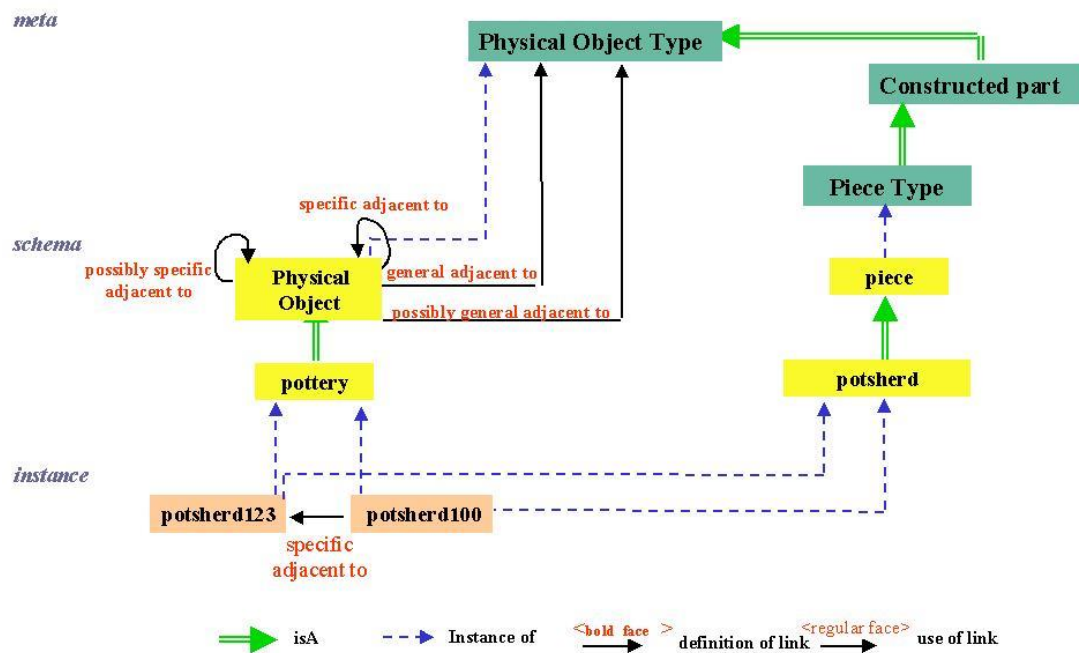 meta
Physical Object Type
Constructed part
Piece Type
specific adjacent to
schema
possibly specific
adjacent to
Physical
Object
general adjacent to
possibly general adjacent to
piece
pottery
potsherd
instance
potsherd123
potsherd100
specific
adjacent to
isA
Instance of
<bold face >
definition of link
<regular face>
use of link